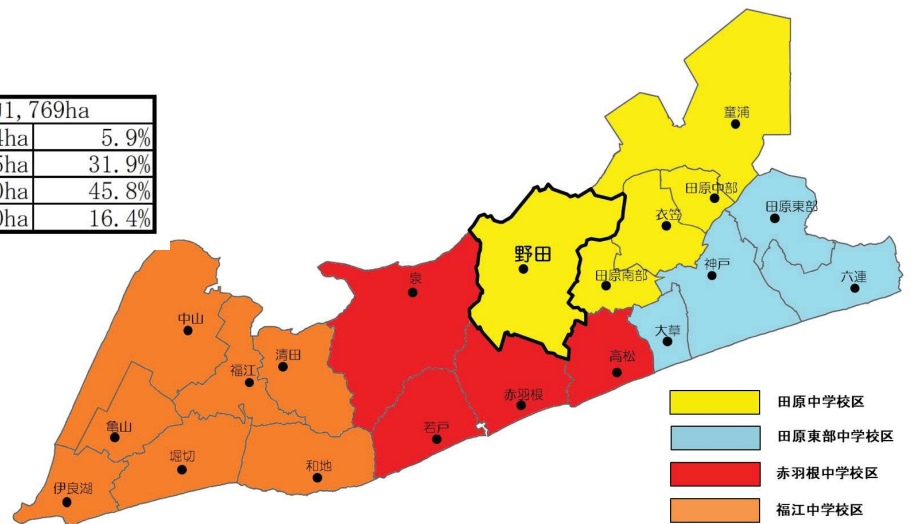 1,769ha
ha 5.9%
ha 31.9%
ha 45.8%
ha 16.4%
童浦
田原中部
田原東部
衣笠
野田
神戸
田原南部
六連
泉
中山
大草
清田
高松
福江
赤羽根
若戸
亀山
堀切
和地
伊良湖
田原中学校区
田原東部中学校区
赤羽根中学校区
福江中学校区